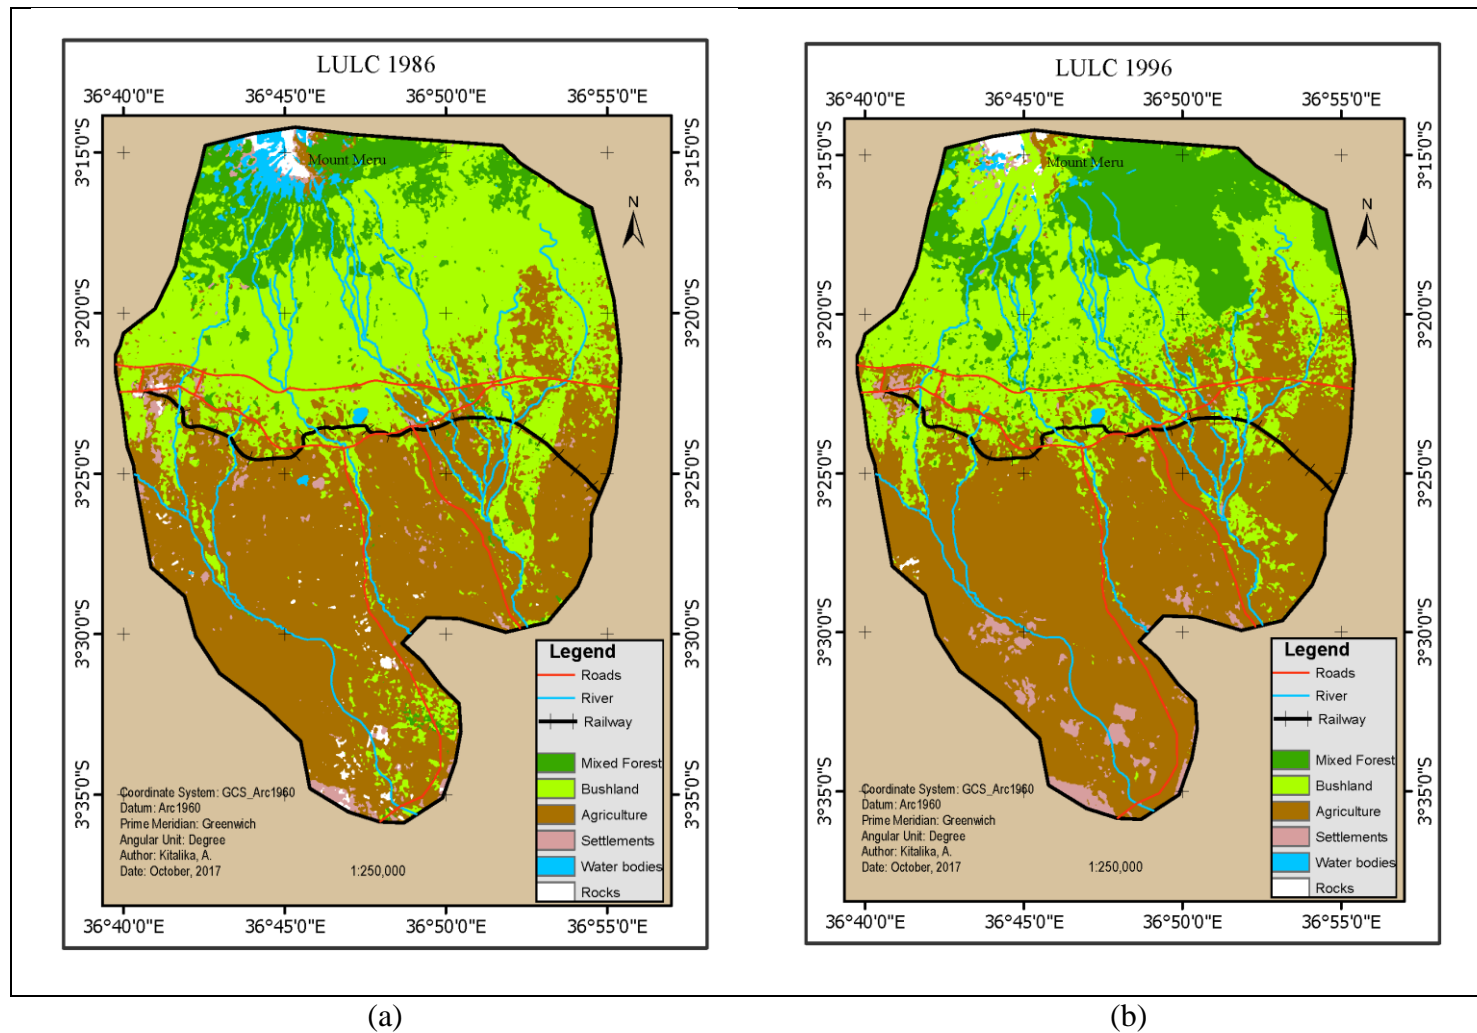 LULC 1986
36°40'0"E 36°45'0"E 36°50'0"E 36°55'0"E
3°15'0"S
3°20'0"S
3°25'0"S
3°30'0"S
3°35'0"S
3°15'0"S
3°20'0"S
3°25'0"S
3°30'0"S
3°35'0"S
Mount Meru
N
Legend
Roads
River
Railway
Mixed Forest
Bushland
Agriculture
Settlements
Water bodies
Rocks
Coordinate System: GCS_Arc1960
Datum: Arc1960
Prime Meridian: Greenwich
Angular Unit: Degree
Author: Kitalika, A.
Date: October, 2017
1:250,000
36°40'0"E 36°45'0"E 36°50'0"E 36°55'0"E
(a)
LULC 1996
36°40'0"E 36°45'0"E 36°50'0"E 36°55'0"E
3°15'0"S
3°20'0"S
3°25'0"S
3°30'0"S
3°35'0"S
3°15'0"S
3°20'0"S
3°25'0"S
3°30'0"S
3°35'0"S
Mount Meru
N
Legend
Roads
River
Railway
Mixed Forest
Bushland
Agriculture
Settlements
Water bodies
Rocks
Coordinate System: GCS_Arc1960
Datum: Arc1960
Prime Meridian: Greenwich
Angular Unit: Degree
Author: Kitalika, A.
Date: October, 2017
1:250,000
36°40'0"E 36°45'0"E 36°50'0"E 36°55'0"E
(b)